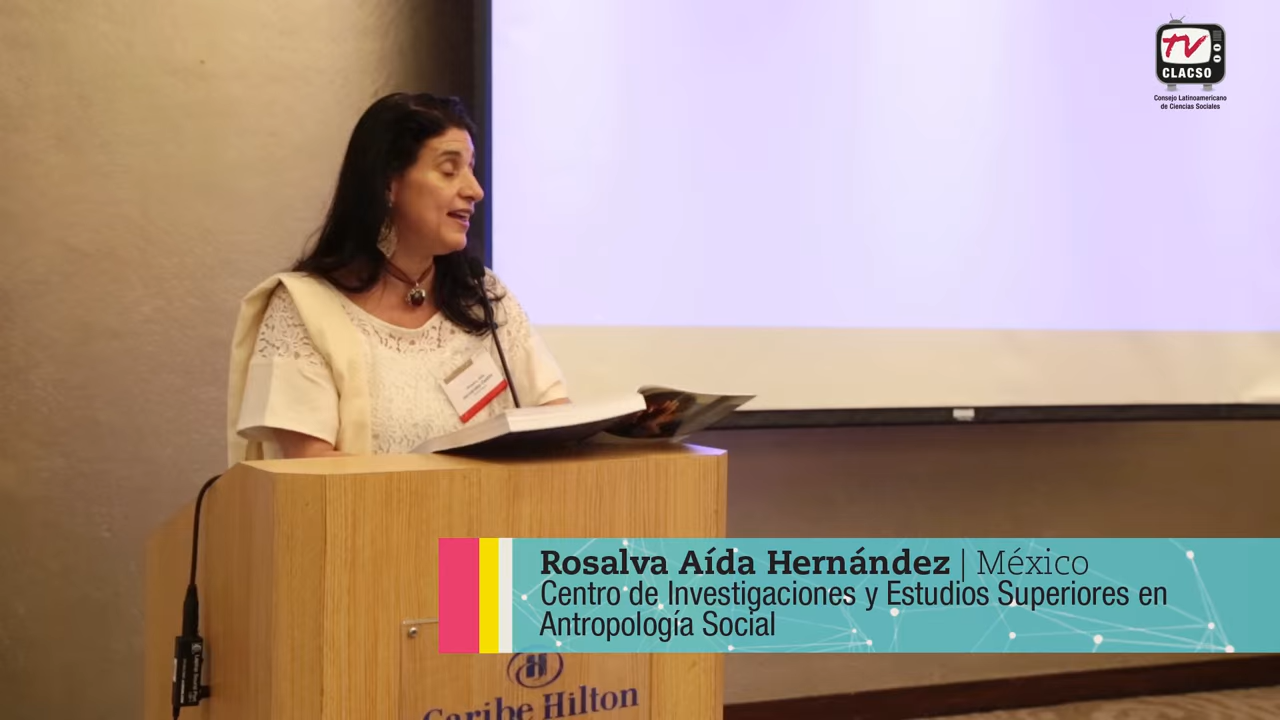 TV
CLACSO
Consejo Latinoamericano
de Ciencias Sociales
Rosalva Aída Hernández | México
Centro de Investigaciones y Estudios Superiores en
Antropología Social
Caribe Hilton